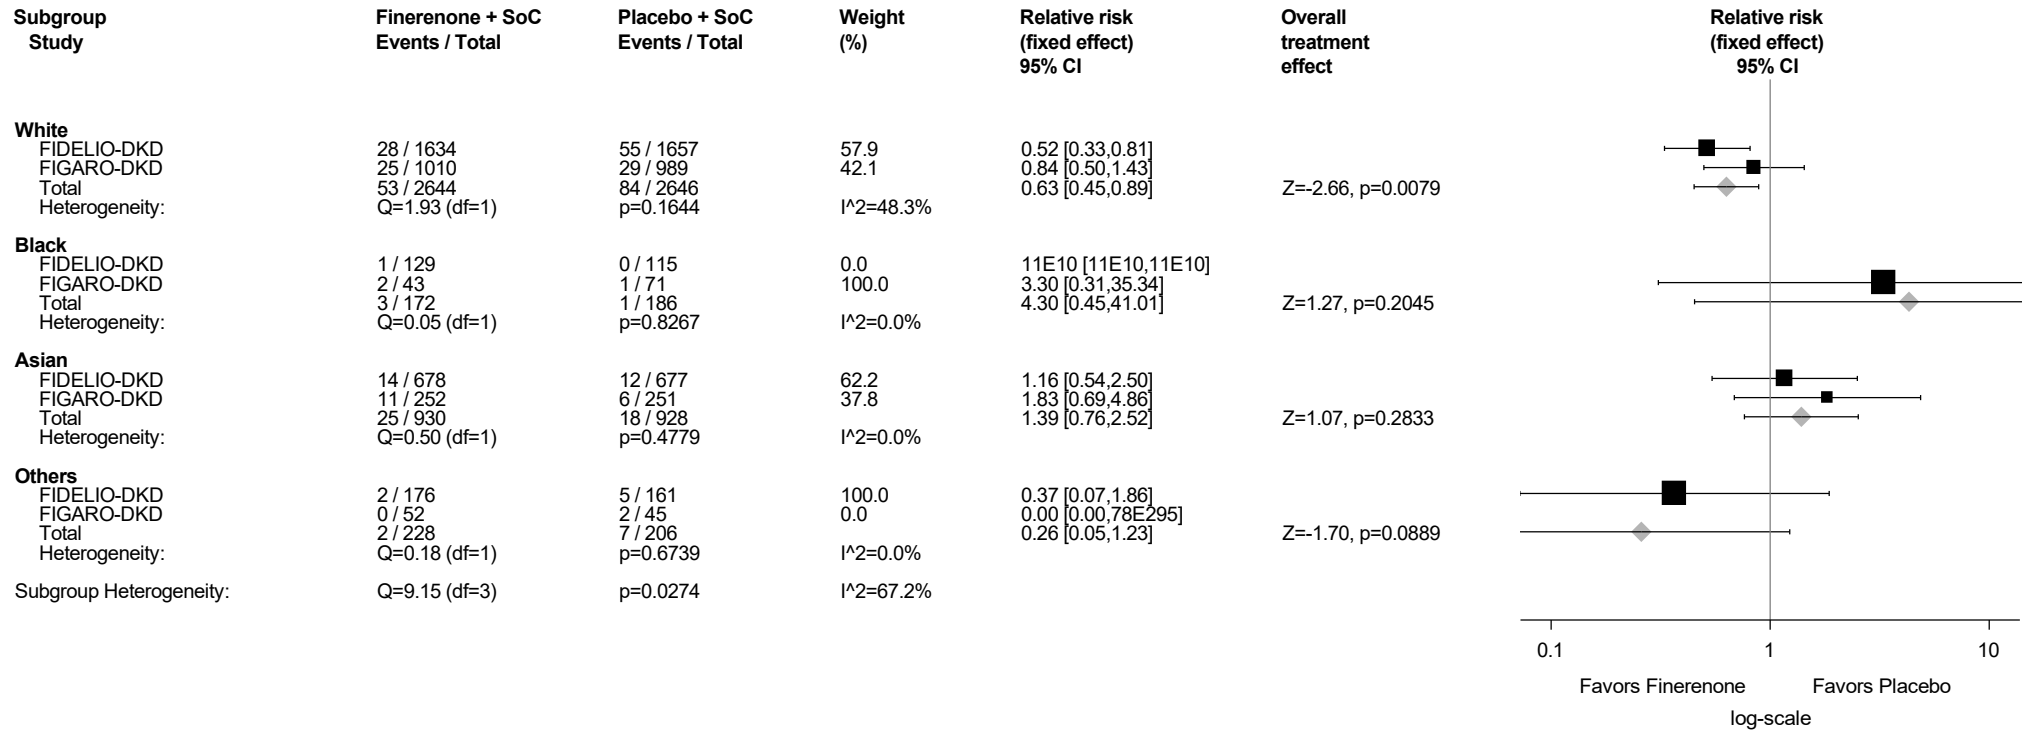 Subgroup Finerenone + SoC Placebo + SoC Weight Relative risk Overall Relative risk
Study Events / Total Events / Total (%) (fixed effect) treatment (fixed effect)
95% CI effect 95% CI
White
FIDELIO-DKD 28 / 1634 55 / 1657 57.9 0.52 [0.33,0.81]
FIGARO-DKD 25 / 1010 29 / 989 42.1 0.84 [0.50,1.43]
Total 53 / 2644 84 / 2646 0.63 [0.45,0.89] Z=-2.66, p=0.0079
Heterogeneity: Q=1.93 (df=1) p=0.1644 I^2=48.3%
Black
FIDELIO-DKD 1 / 129 0 / 115 0.0 11E10 [11E10,11E10]
FIGARO-DKD 2 / 43 1 / 71 100.0 3.30 [0.31,35.34]
Total 3 / 172 1 / 186 4.30 [0.45,41.01] Z=1.27, p=0.2045
Heterogeneity: Q=0.05 (df=1) p=0.8267 I^2=0.0%
Asian
FIDELIO-DKD 14 / 678 12 / 677 62.2 1.16 [0.54,2.50]
FIGARO-DKD 11 / 252 6 / 251 37.8 1.83 [0.69,4.86]
Total 25 / 930 18 / 928 1.39 [0.76,2.52] Z=1.07, p=0.2833
Heterogeneity: Q=0.50 (df=1) p=0.4779 I^2=0.0%
Others
FIDELIO-DKD 2 / 176 5 / 161 100.0 0.37 [0.07,1.86]
FIGARO-DKD 0 / 52 2 / 45 0.0 0.00 [0.00,78E295]
Total 2 / 228 7 / 206 0.26 [0.05,1.23] Z=-1.70, p=0.0889
Heterogeneity: Q=0.18 (df=1) p=0.6739 I^2=0.0%
Subgroup Heterogeneity: Q=9.15 (df=3) p=0.0274 I^2=67.2%
0.1 1 10
Favors Finerenone Favors Placebo
log-scale